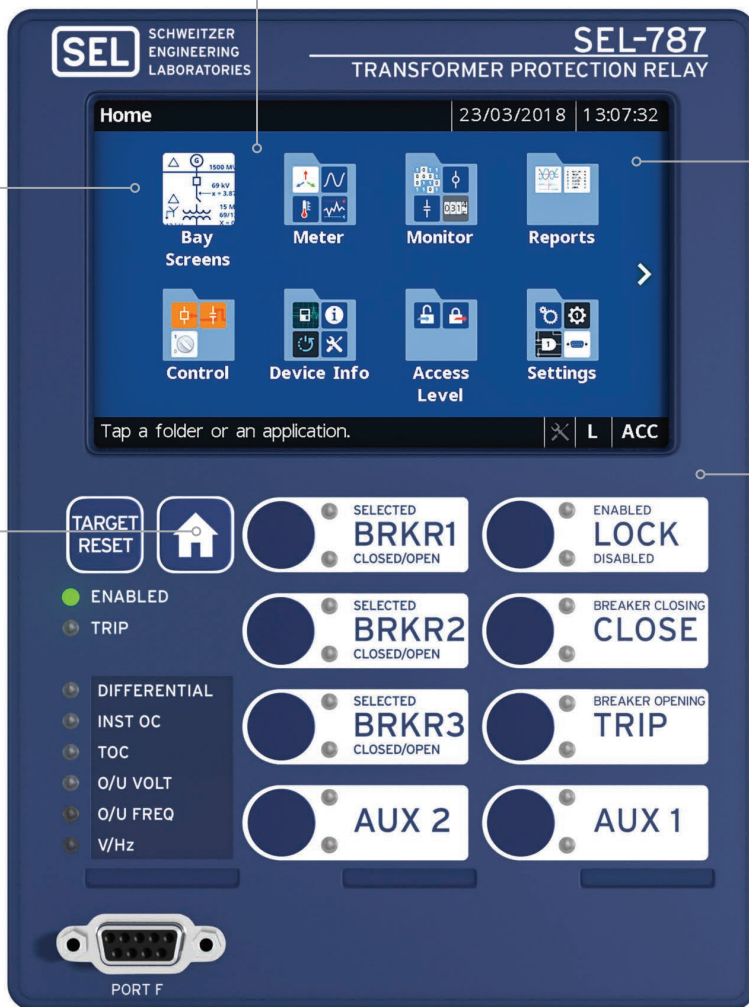 SEL
SCHWEITZER
ENGINEERING
LABORATORIES
SEL-787
TRANSFORMER PROTECTION RELAY
Home 23/03/2018 13:07:32
Bay
Screens
Meter
Monitor
Reports
Control
Device Info
Access
Level
Settings
Tap a folder or an application. L ACC
TARGET
RESET
SELECTED
BRKR1
CLOSED/OPEN
ENABLED
LOCK
DISABLED
ENABLED
TRIP
SELECTED
BRKR2
CLOSED/OPEN
BREAKER CLOSING
CLOSE
DIFFERENTIAL
INST OC
TOC
O/U VOLT
O/U FREQ
V/Hz
SELECTED
BRKR3
CLOSED/OPEN
BREAKER OPENING
TRIP
AUX 2
AUX 1
PORT F